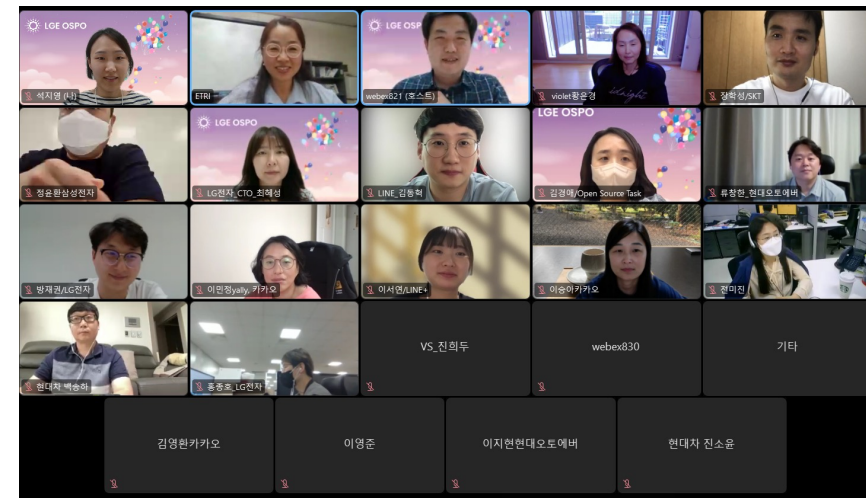 LGE OSPO
석지영 (나)
ETRI
LGE OSP
webex821 (호스트)
violet황은경
장학성/SKT
정윤환삼성전자
LGE OSPO
LG전자_CTO_최혜성
LINE_김동혁
LGE OSPO
김경애/Open Source Task
류창한_현대오토에버
방재권/LG전자
이민정yally, 카카오
이서연/LINE+
이승아카카오
전미진
현대차 백송하
홍종호_LG전자
VS_진희두
webex830
기타
김영환카카오
이영준
이지현현대오토에버
현대차 진소윤